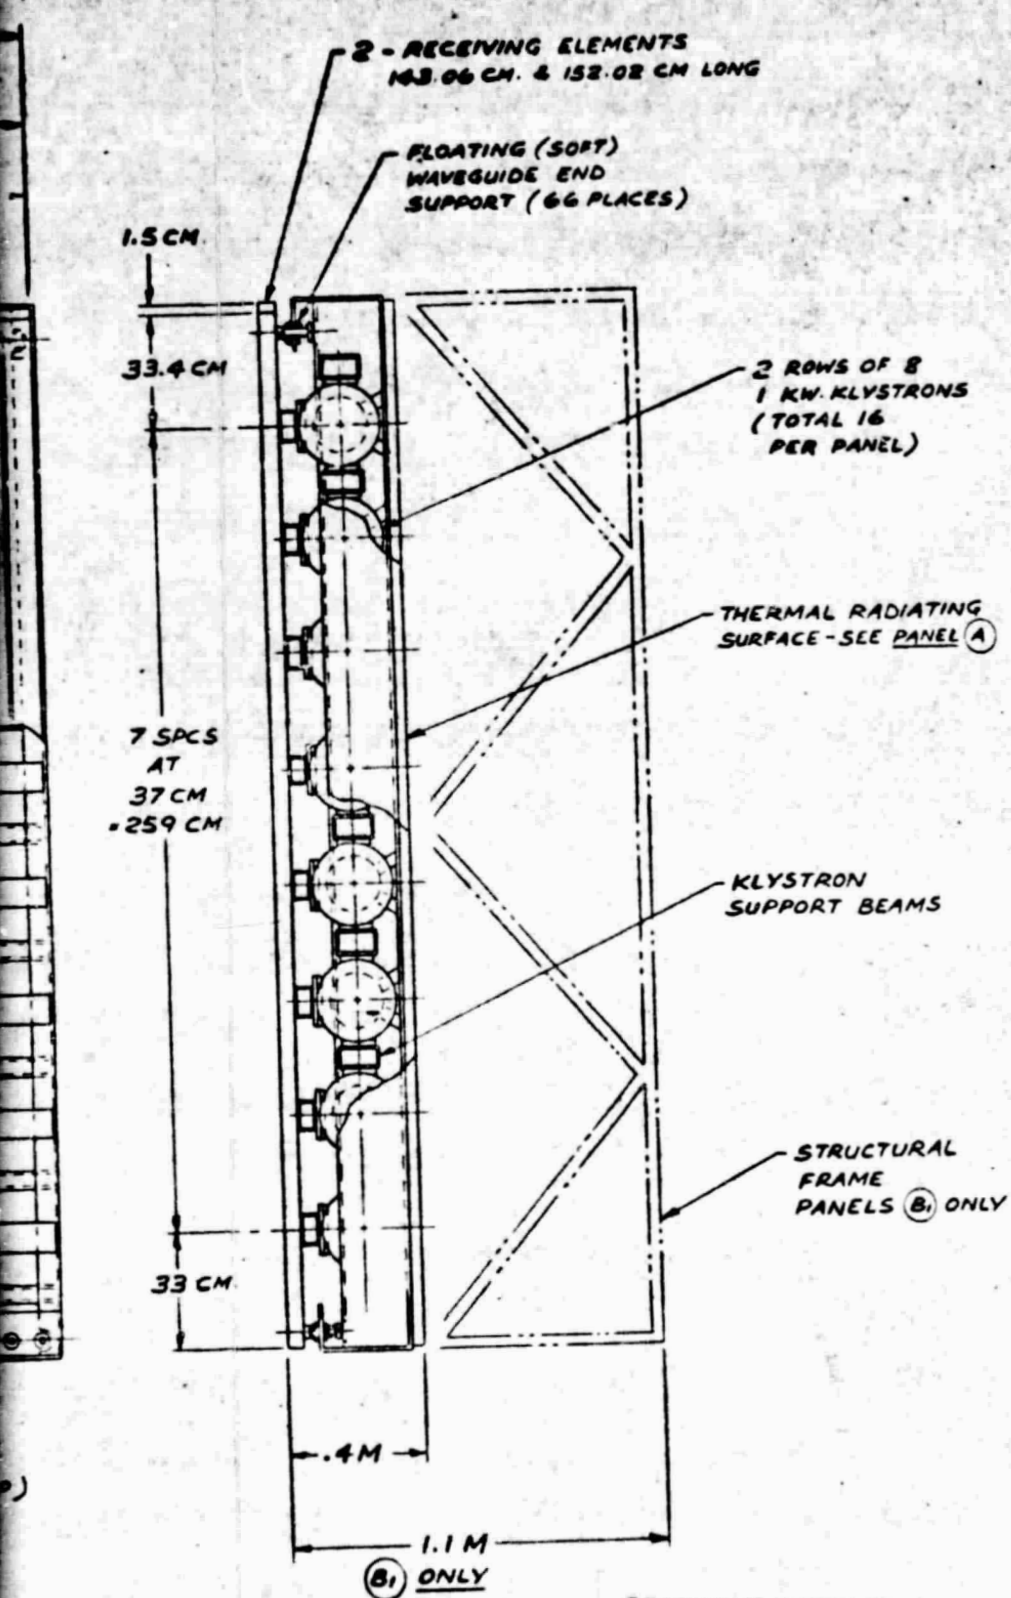 2 - RECEIVING ELEMENTS
143.06 CM. & 152.02 CM LONG
FLOATING (SOFT)
WAVEGUIDE END
SUPPORT (66 PLACES)
1.5 CM
33.4 CM
2 ROWS OF 8
1 KW. KLYSTRONS
(TOTAL 16
PER PANEL)
THERMAL RADIATING
SURFACE - SEE PANEL A
7 SPCS
AT
37 CM
=259 CM
KLYSTRON
SUPPORT BEAMS
STRUCTURAL
FRAME
PANELS B1 ONLY
33 CM
.4 M
1.1 M
B1 ONLY